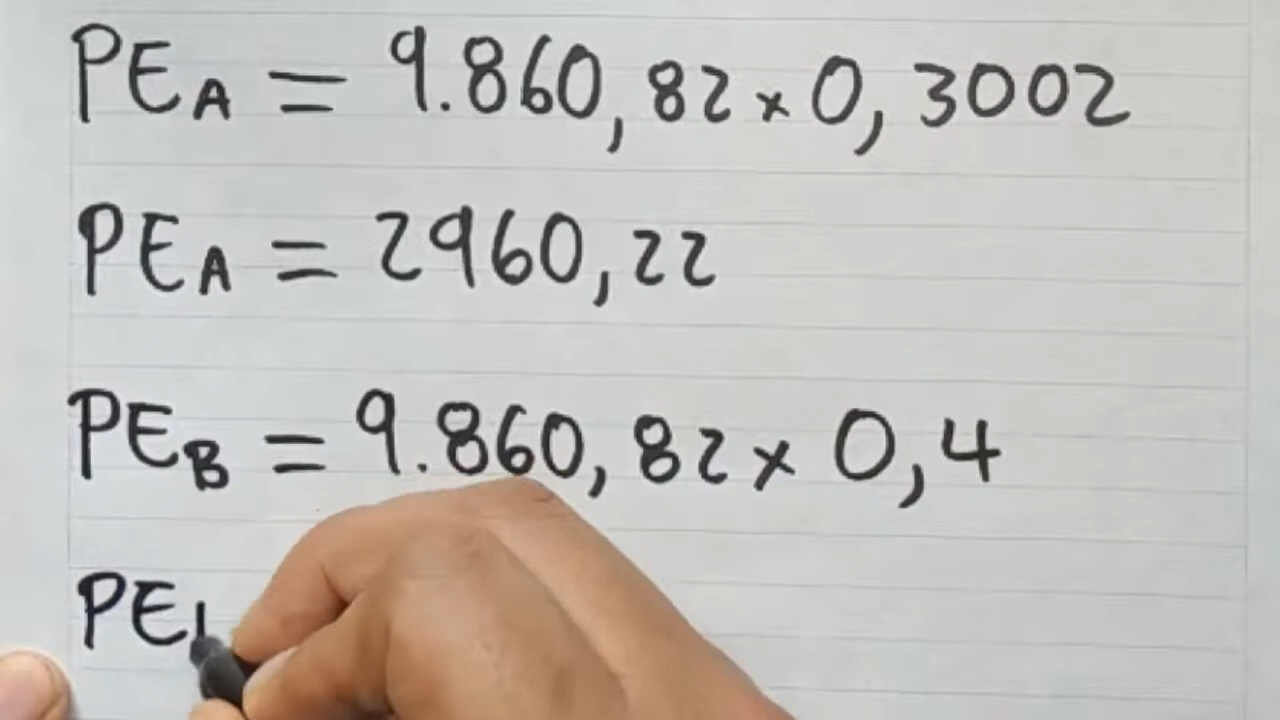 PEA = 9.860,82 x 0,3002
PEA = 2960,22
PEB = 9.860,82 x 0,4
PE